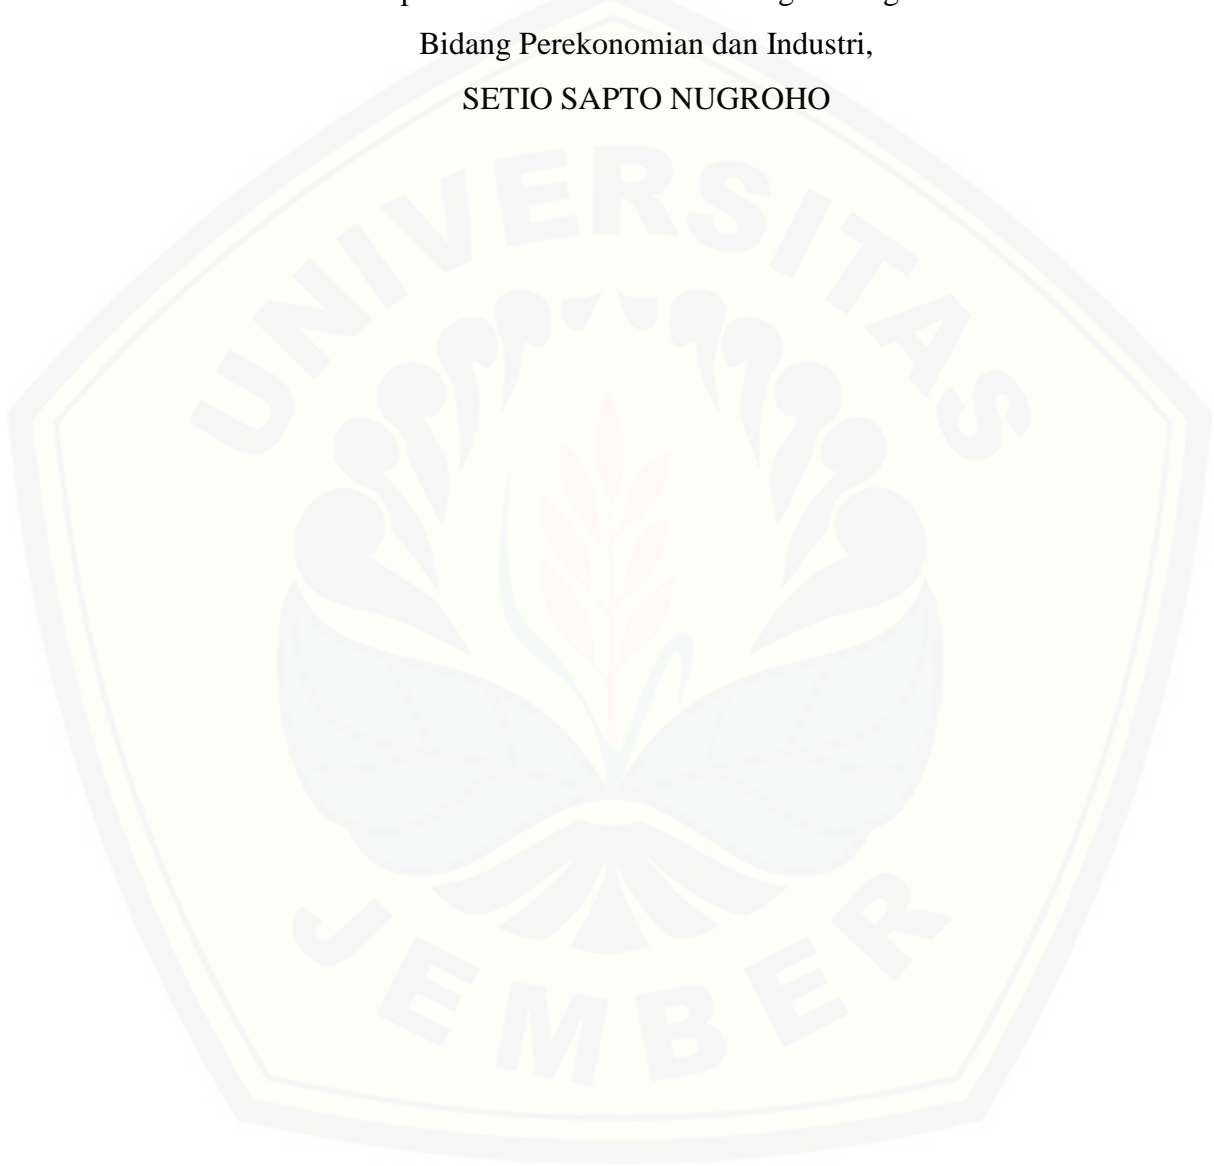 Bidang Perekonomian dan Industri,
SETIO SAPTO NUGROHO
UNIVERSITAS
JEMBER